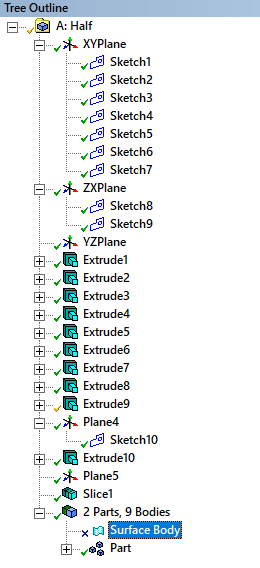 Tree Outline
A: Half
XYPlane
Sketch1
Sketch2
Sketch3
Sketch4
Sketch5
Sketch6
Sketch7
ZXPlane
Sketch8
Sketch9
YZPlane
Extrude1
Extrude2
Extrude3
Extrude4
Extrude5
Extrude6
Extrude7
Extrude8
Extrude9
Plane4
Sketch10
Extrude10
Plane5
Slice1
2 Parts, 9 Bodies
Surface Body
Part